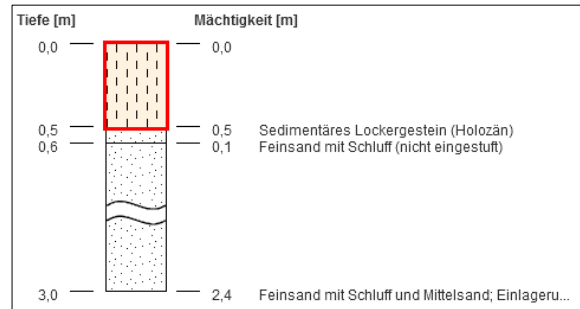 Tiefe [m] Mächtigkeit [m]
0,0 0,0
0,5 0,5 Sedimentäres Lockergestein (Holozän)
0,6 0,1 Feinsand mit Schluff (nicht eingestuft)
3,0 2,4 Feinsand mit Schluff und Mittelsand; Einlageru...